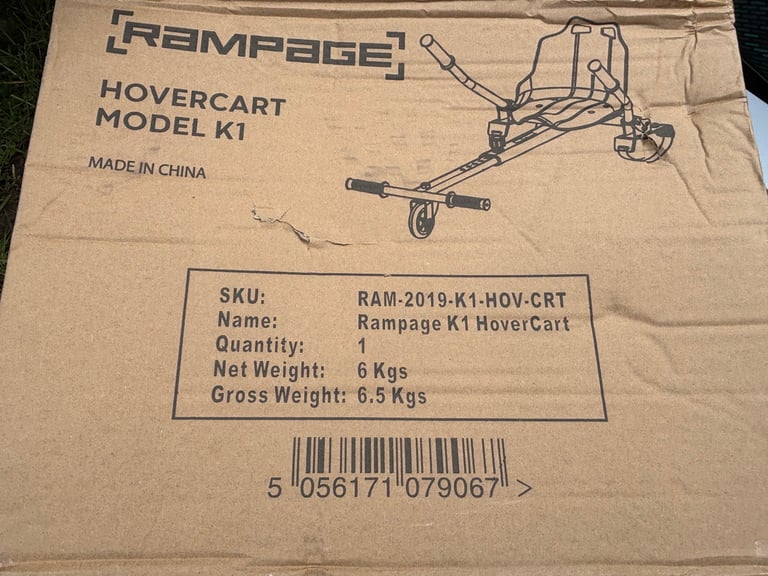 RAMPAGE
HOVERCART
MODEL K1
MADE IN CHINA
SKU: RAM-2019-K1-HOV-CRT
Name: Rampage K1 HoverCart
Quantity: 1
Net Weight: 6 Kgs
Gross Weight: 6.5 Kgs
5 056171 079067 >